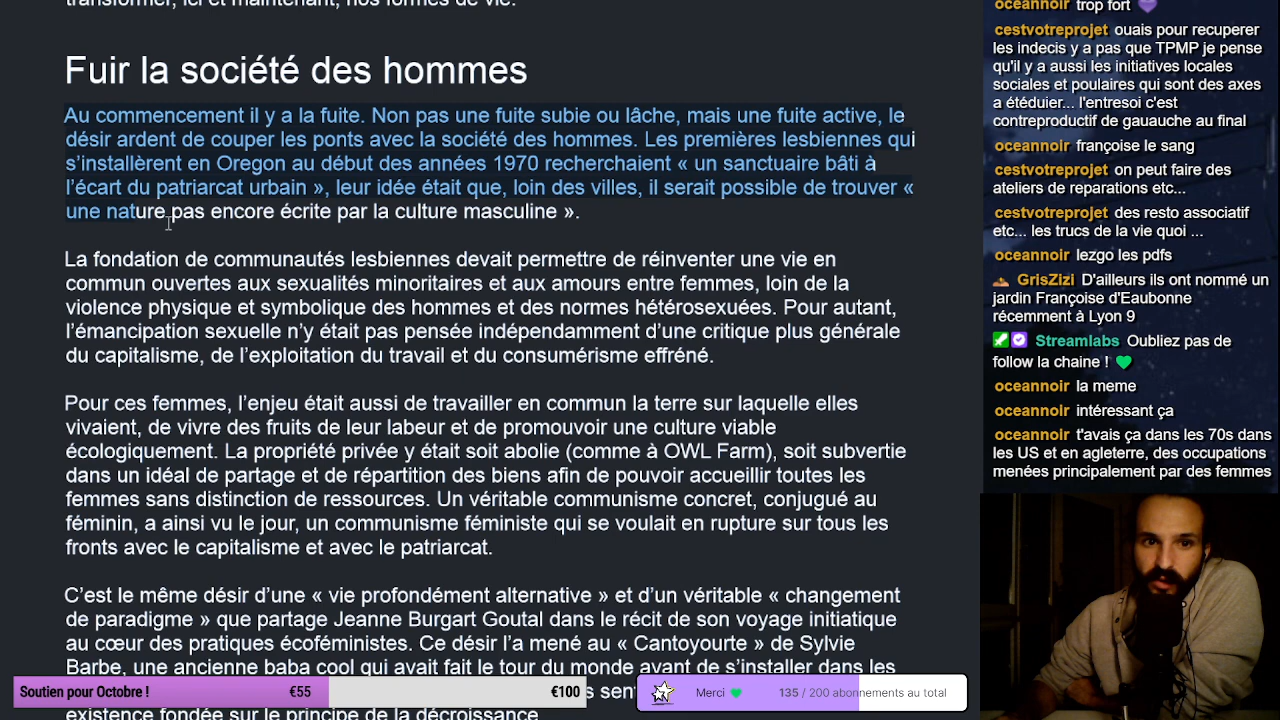 transformer, ici et maintenant, nos formes de vie.
Fuir la société des hommes
Au commencement il y a la fuite. Non pas une fuite subie ou lâche, mais une fuite active, le
désir ardent de couper les ponts avec la société des hommes. Les premières lesbiennes qui
s’installèrent en Oregon au début des années 1970 recherchaient « un sanctuaire bâti à
l’écart du patriarcat urbain », leur idée était que, loin des villes, il serait possible de trouver «
une nature pas encore écrite par la culture masculine ».
La fondation de communautés lesbiennes devait permettre de réinventer une vie en
commun ouvertes aux sexualités minoritaires et aux amours entre femmes, loin de la
violence physique et symbolique des hommes et des normes hétérosexuées. Pour autant,
l’émancipation sexuelle n’y était pas pensée indépendamment d’une critique plus générale
du capitalisme, de l’exploitation du travail et du consumérisme effréné.
Pour ces femmes, l’enjeu était aussi de travailler en commun la terre sur laquelle elles
vivaient, de vivre des fruits de leur labeur et de promouvoir une culture viable
écologiquement. La propriété privée y était soit abolie (comme à OWL Farm), soit subvertie
dans un idéal de partage et de répartition des biens afin de pouvoir accueillir toutes les
femmes sans distinction de ressources. Un véritable communisme concret, conjugué au
féminin, a ainsi vu le jour, un communisme féministe qui se voulait en rupture sur tous les
fronts avec le capitalisme et avec le patriarcat.
C’est le même désir d’une « vie profondément alternative » et d’un véritable « changement
de paradigme » que partage Jeanne Burgart Goutal dans le récit de son voyage initiatique
au cœur des pratiques écoféministes. Ce désir l’a mené au « Cantoyourte » de Sylvie
Barbe, une ancienne baba cool qui avait fait le tour du monde avant de s’installer dans les
existence fondée sur le principe de la décroissance
Soutien pour Octobre ! €55 €100
Merci 135 / 200 abonnements au total
oceannoir trop fort
cestvotreprojet ouais pour recuperer
les indecis y a pas que TPMP je pense
qu'il y a aussi les initiatives locales
sociales et poulaires qui sont des axes
a étéduier... l'entresoi c'est
contreproductif de gauauche au final
oceannoir françoise le sang
cestvotreprojet on peut faire des
ateliers de reparations etc...
cestvotreprojet des resto associatif
etc... les trucs de la vie quoi ...
oceannoir lezgo les pdfs
GrisZizi D'ailleurs ils ont nommé un
jardin Françoise d'Eaubonne
récemment à Lyon 9
Streamlabs Oubliez pas de
follow la chaine !
oceannoir la meme
oceannoir intéressant ça
oceannoir t'avais ça dans les 70s dans
les US et en agleterre, des occupations
menées principalement par des femmes